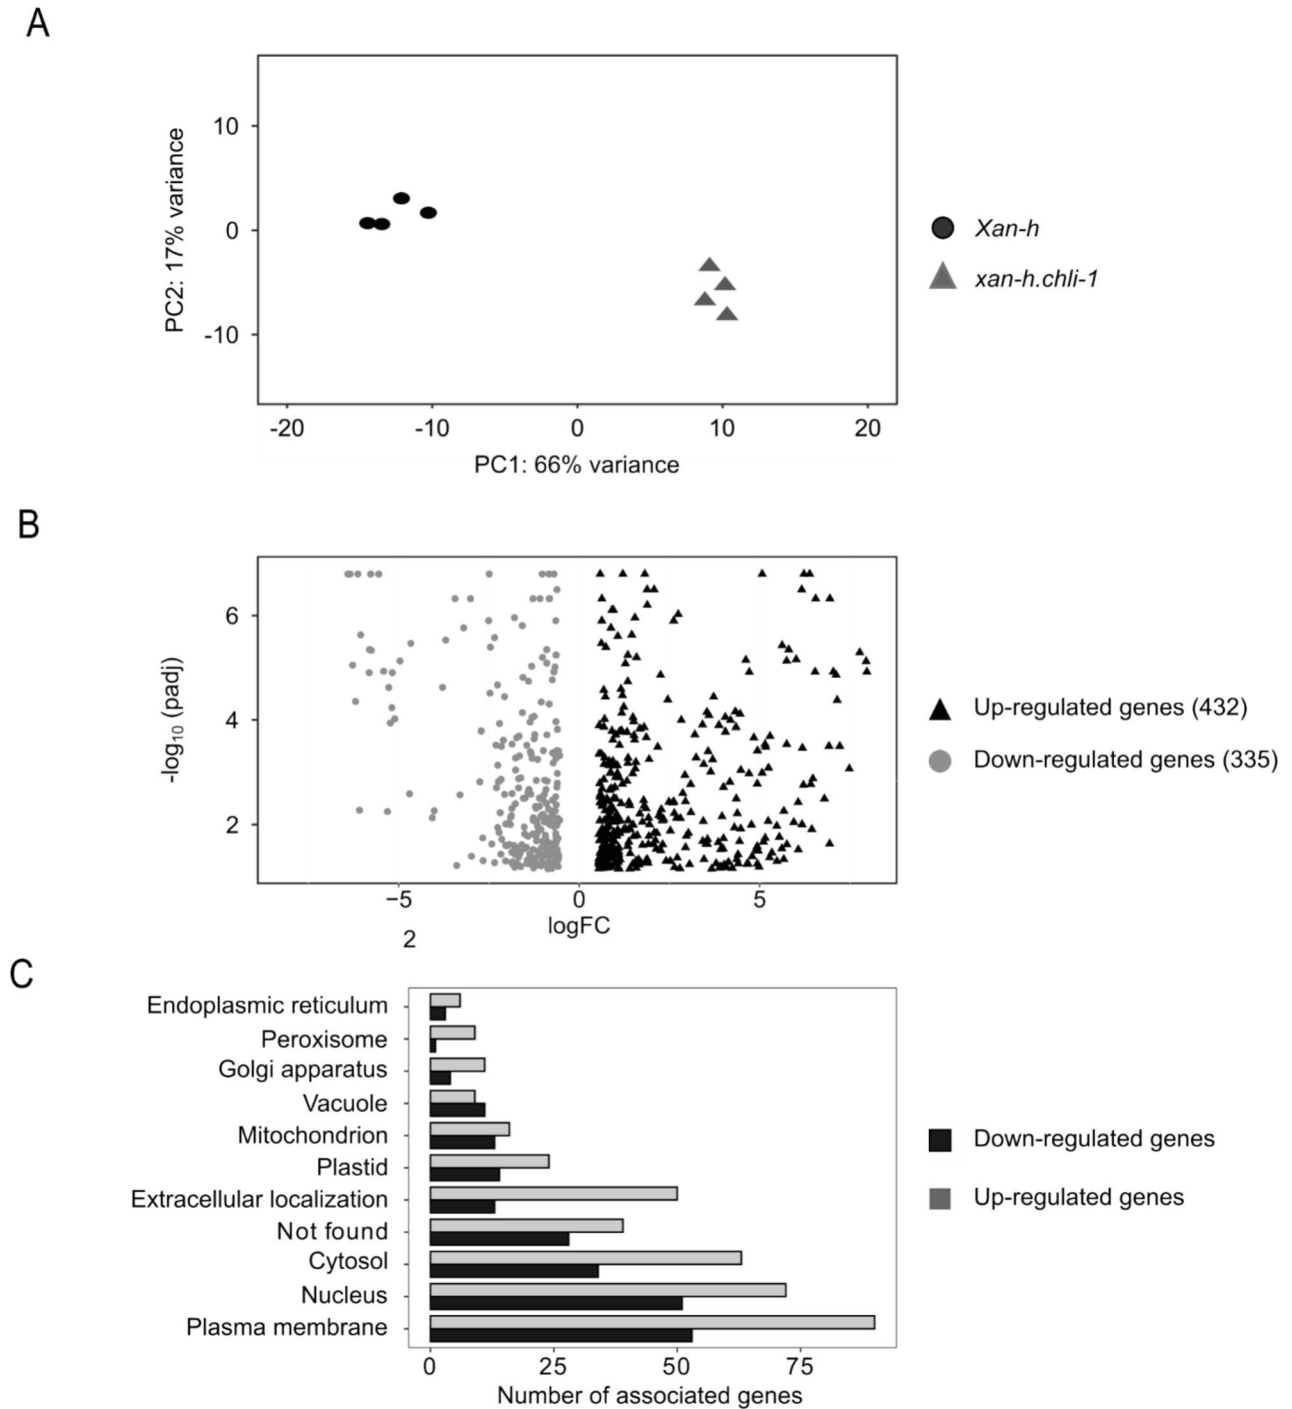 A
10
0
-10
PC2: 17% variance
-20 -10 0 10 20
PC1: 66% variance
Xan-h
xan-h.chli-1
B
6
4
2
-log10 (padj)
−5 0 5
logFC
2
Up-regulated genes (432)
Down-regulated genes (335)
C
Endoplasmic reticulum
Peroxisome
Golgi apparatus
Vacuole
Mitochondrion
Plastid
Extracellular localization
Not found
Cytosol
Nucleus
Plasma membrane
0 25 50 75
Number of associated genes
Down-regulated genes
Up-regulated genes